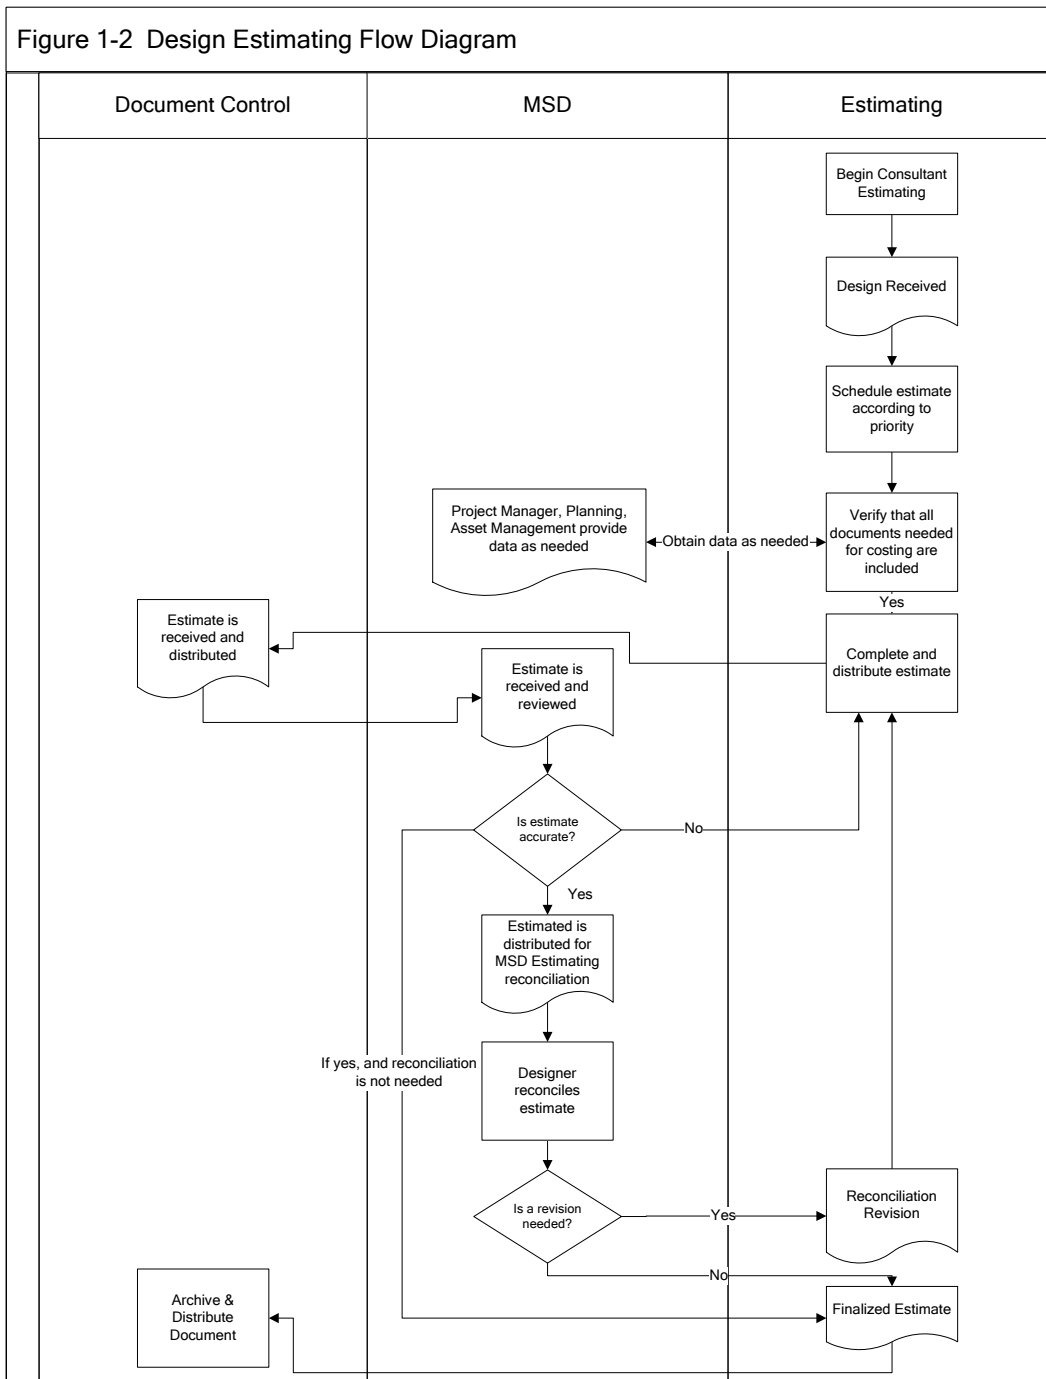 Figure 1-2  Design Estimating Flow Diagram
Document Control
MSD
Estimating
Begin Consultant
Estimating
Design Received
Schedule estimate
according to
priority
Project Manager, Planning,
Asset Management provide
data as needed
Obtain data as needed
Verify that all
documents needed
for costing are
included
Yes
Estimate is
received and
distributed
Estimate is
received and
reviewed
Complete and
distribute estimate
Is estimate
accurate?
No
Yes
Estimated is
distributed for
MSD Estimating
reconciliation
If yes, and reconciliation
is not needed
Designer
reconciles
estimate
Is a revision
needed?
Yes
Reconciliation
Revision
No
Archive &
Distribute
Document
Finalized Estimate